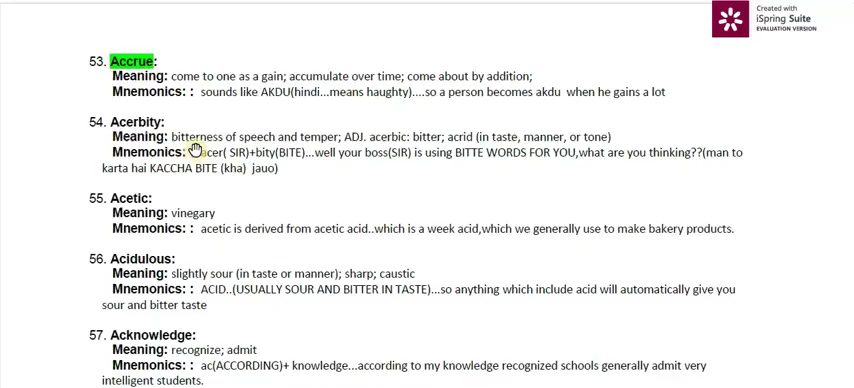 Created with
iSpring Suite
EVALUATION VERSION
53. Accrue:
Meaning: come to one as a gain; accumulate over time; come about by addition;
Mnemonics: : sounds like AKDU(hindi...means haughty)....so a person becomes akdu when he gains a lot
54. Acerbity:
Meaning: bitterness of speech and temper; ADJ. acerbic: bitter; acrid (in taste, manner, or tone)
Mnemonics: acer( SIR)+bity(BITE)...well your boss(SIR) is using BITTE WORDS FOR YOU,what are you thinking??(man to
karta hai KACCHA BITE (kha) jauo)
55. Acetic:
Meaning: vinegary
Mnemonics: : acetic is derived from acetic acid..which is a week acid,which we generally use to make bakery products.
56. Acidulous:
Meaning: slightly sour (in taste or manner); sharp; caustic
Mnemonics: : ACID..(USUALLY SOUR AND BITTER IN TASTE)...so anything which include acid will automatically give you
sour and bitter taste
57. Acknowledge:
Meaning: recognize; admit
Mnemonics: : ac(ACCORDING)+ knowledge...according to my knowledge recognized schools generally admit very
intelligent students.